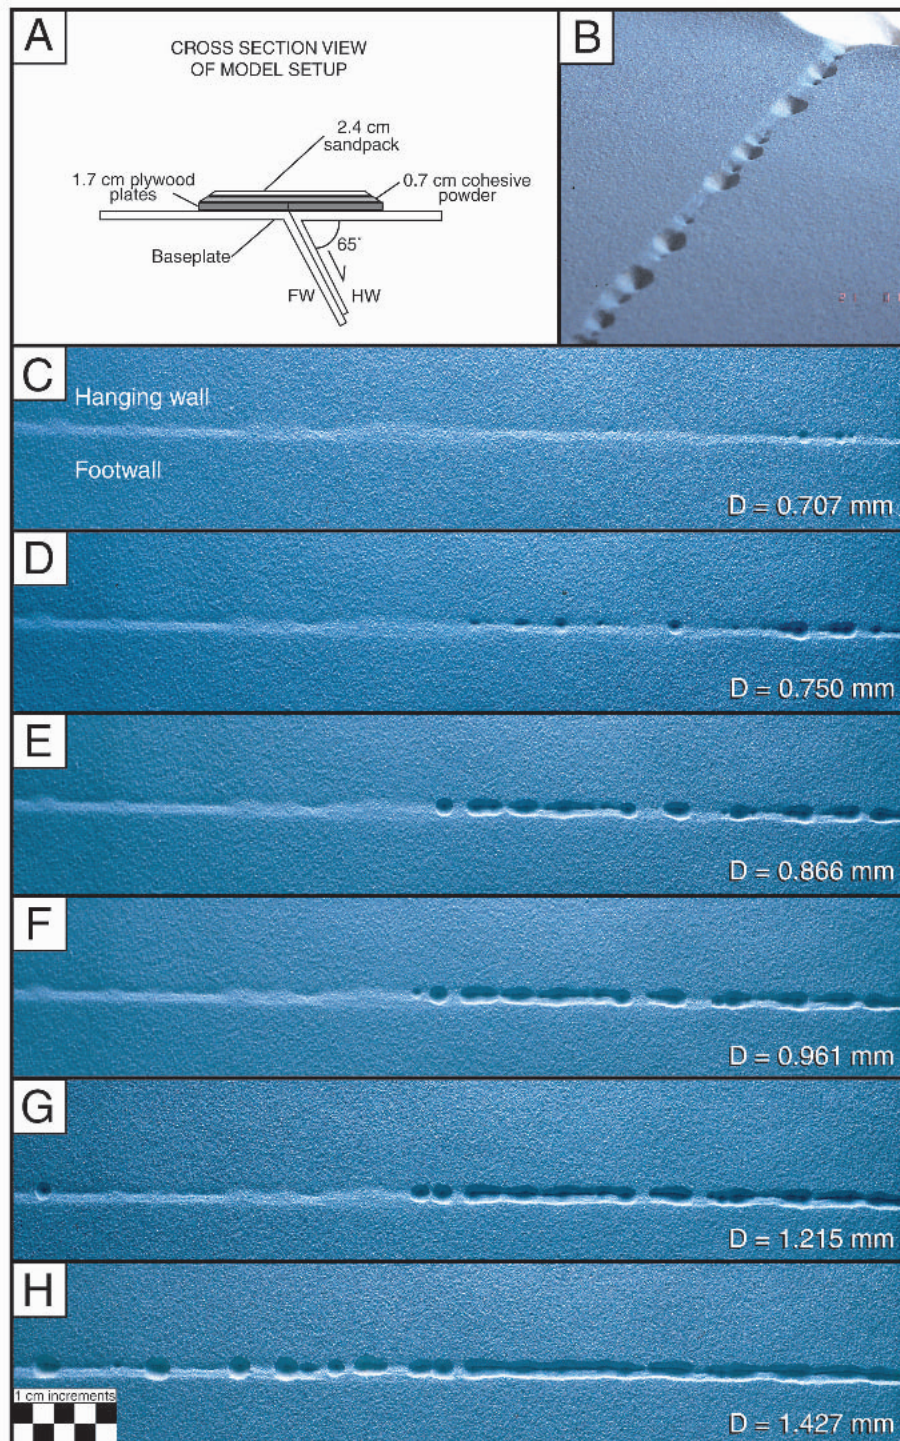 A
CROSS SECTION VIEW
OF MODEL SETUP
2.4 cm
sandpack
1.7 cm plywood
plates
0.7 cm cohesive
powder
Baseplate
65°
FW
HW
B
C
Hanging wall
Footwall
D = 0.707 mm
D
D = 0.750 mm
E
D = 0.866 mm
F
D = 0.961 mm
G
D = 1.215 mm
H
1 cm increments
D = 1.427 mm